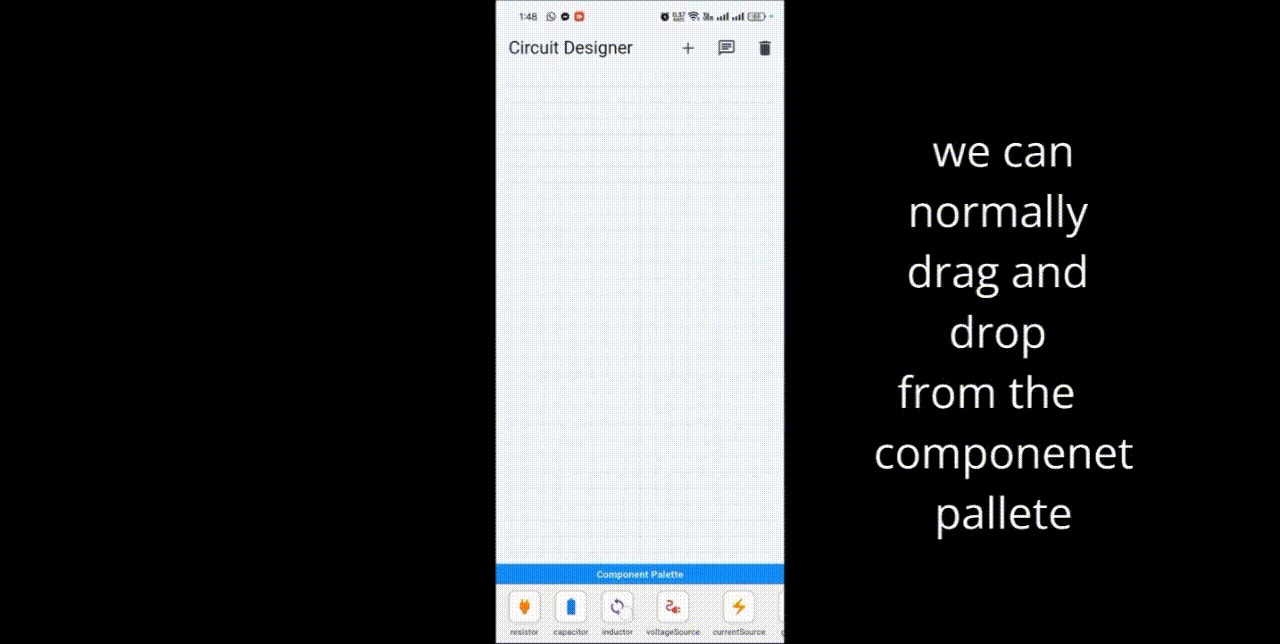 1:48
Circuit Designer
we can
normally
drag and
drop
from the
componenet
pallete
Component Palette
resistor capacitor inductor voltageSource currentSource